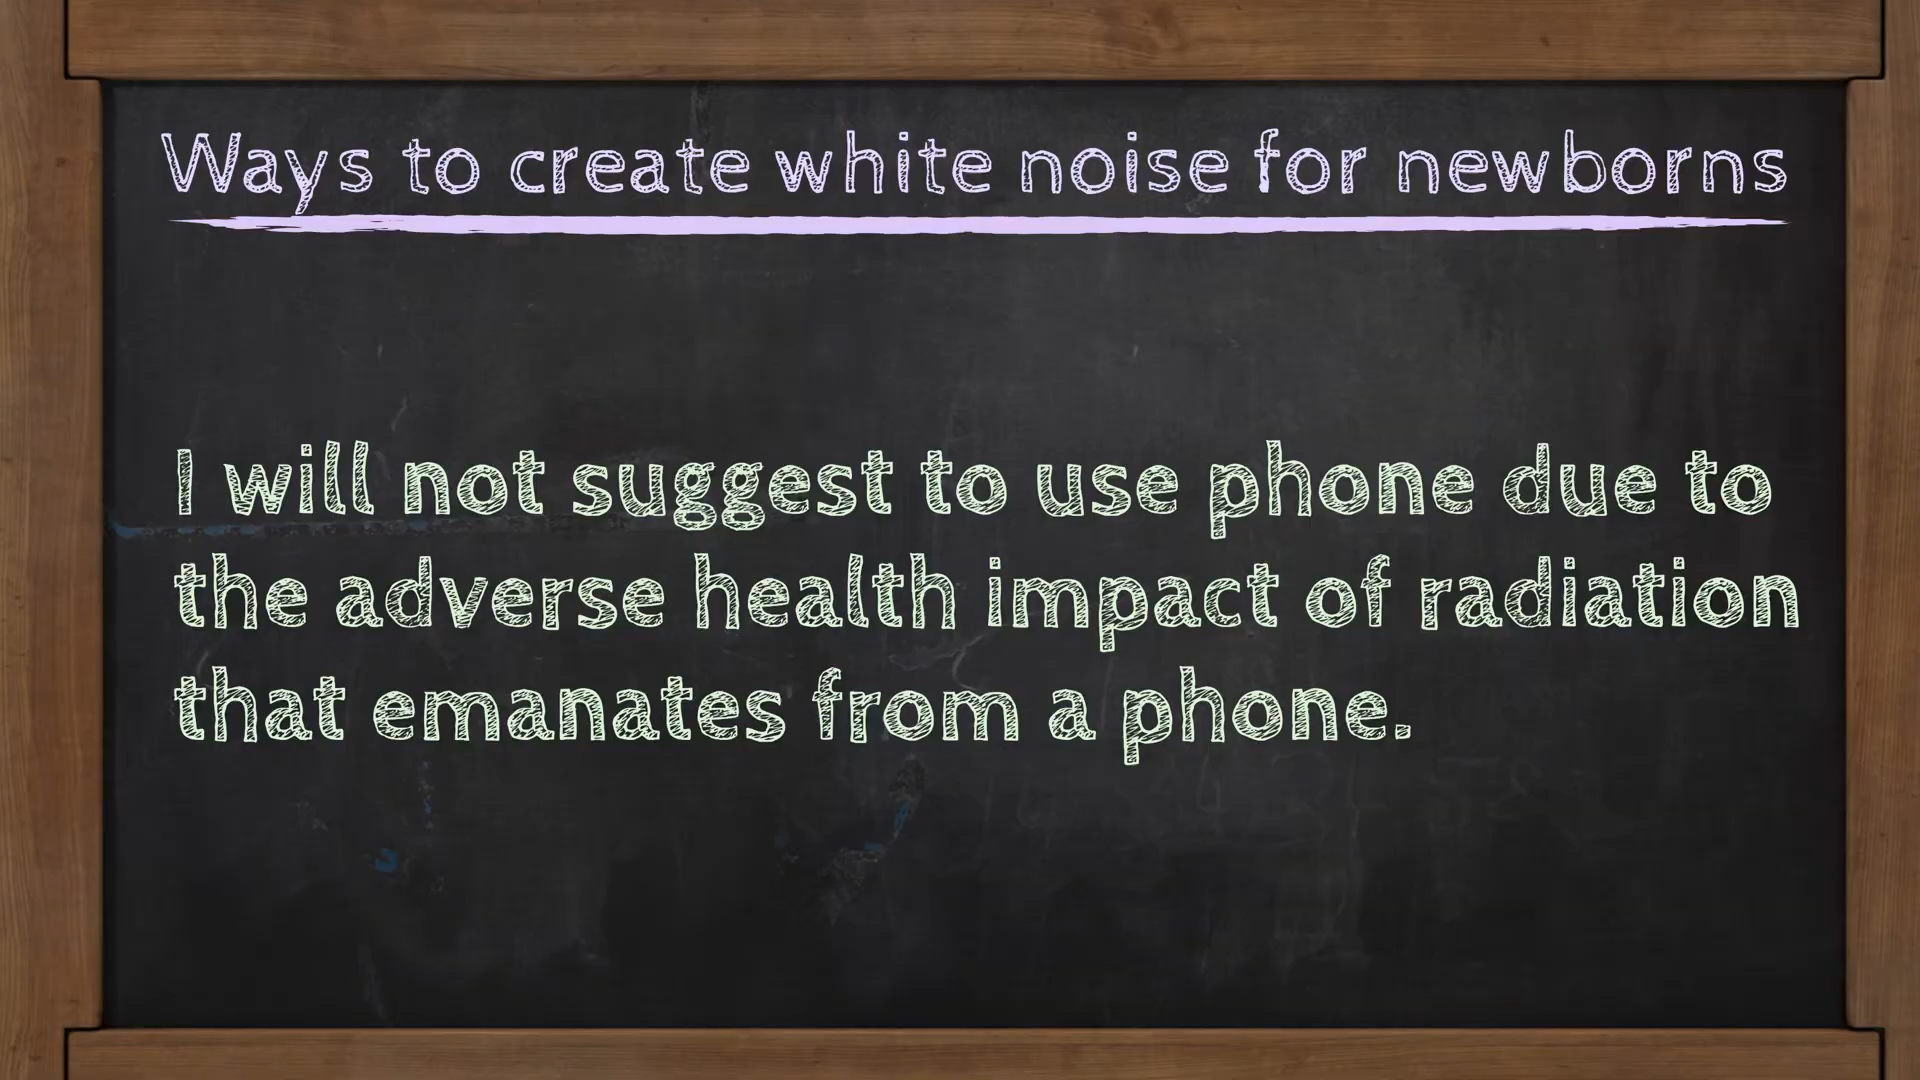 Ways to create white noise for newborns
I will not suggest to use phone due to
the adverse health impact of radiation
that emanates from a phone.